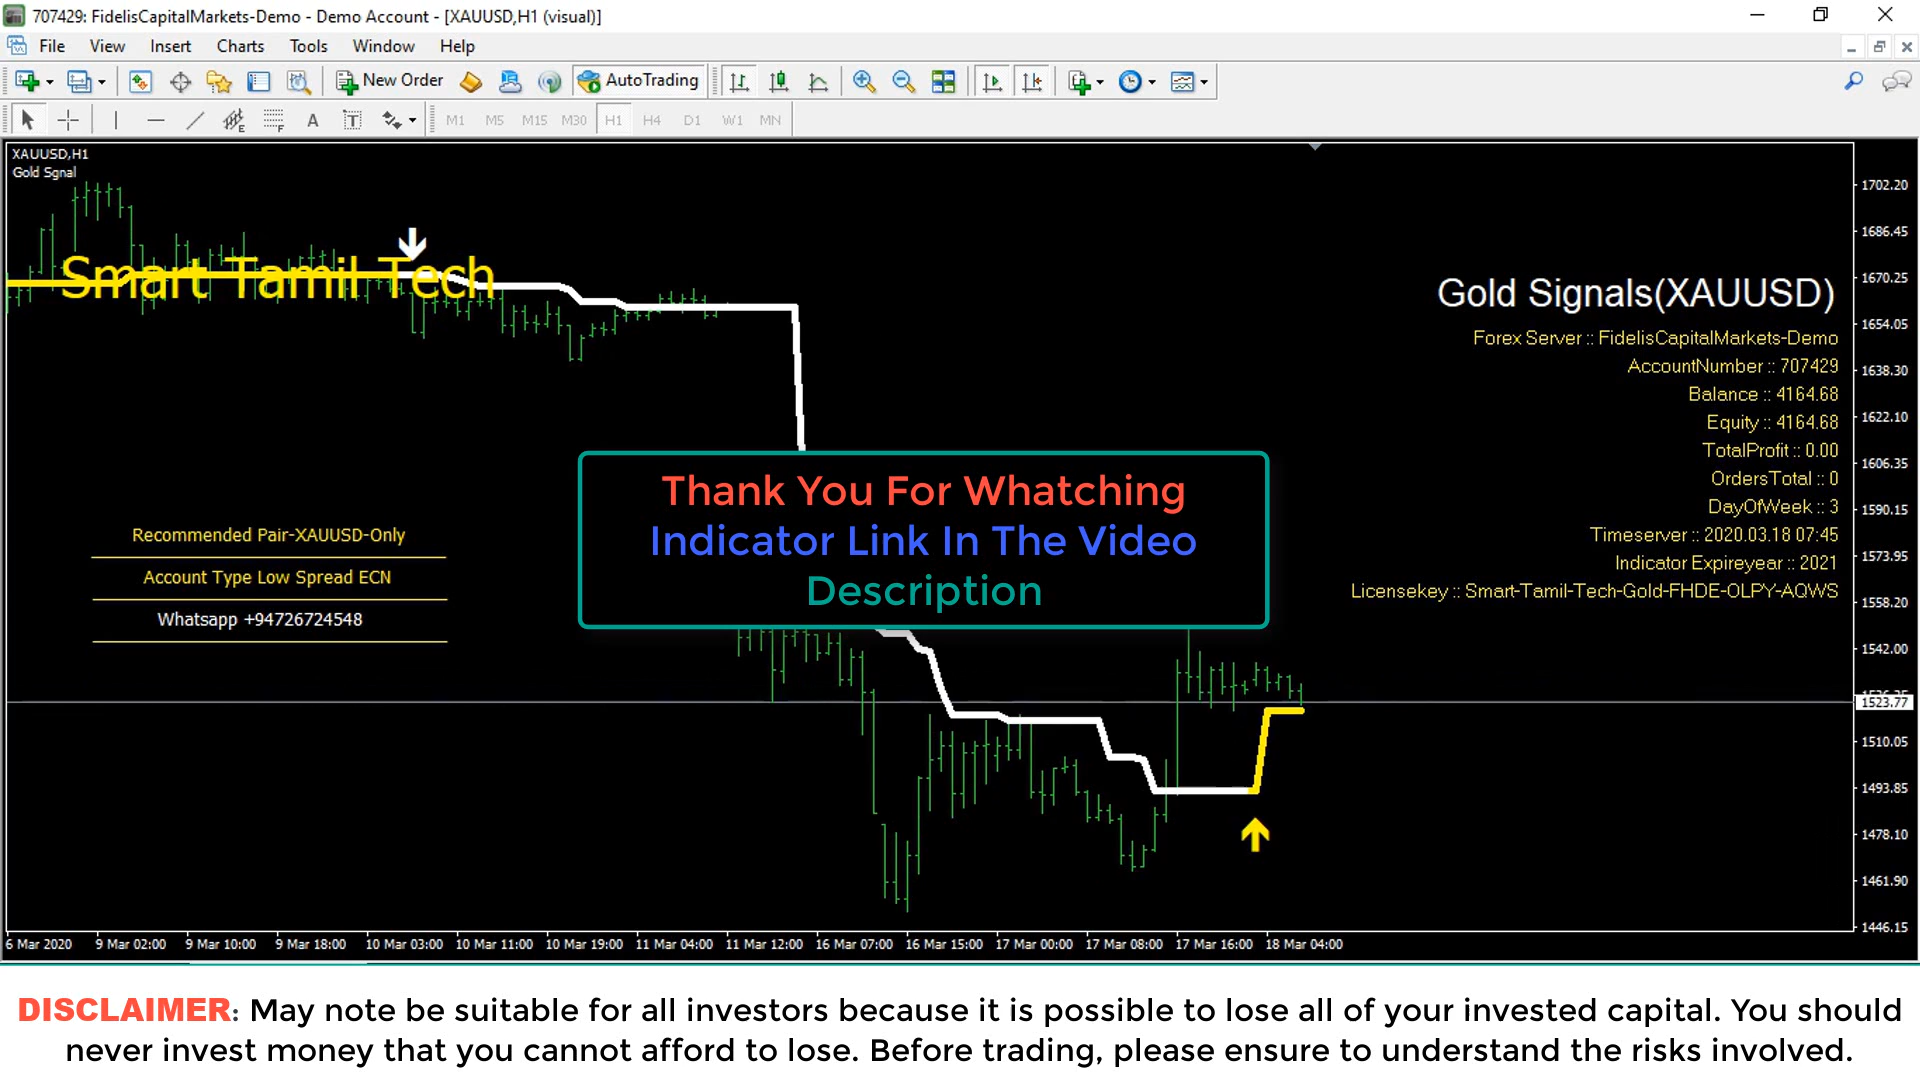 707429: FidelisCapitalMarkets-Demo - Demo Account - [XAUUSD,H1 (visual)]
File View Insert Charts Tools Window Help
New Order AutoTrading
M1 M5 M15 M30 H1 H4 D1 W1 MN
XAUUSD,H1
Gold Sgnal
Smart Tamil Tech
Gold Signals(XAUUSD)
Forex Server :: FidelisCapitalMarkets-Demo
AccountNumber :: 707429
Balance :: 4164.68
Equity :: 4164.68
TotalProfit :: 0.00
OrdersTotal :: 0
DayOfWeek :: 3
Timeserver :: 2020.03.18 07:45
Indicator Expireyear :: 2021
Licensekey :: Smart-Tamil-Tech-Gold-FHDE-OLPY-AQWS
Thank You For Whatching
Indicator Link In The Video
Description
Recommended Pair-XAUUSD-Only
Account Type Low Spread ECN
Whatsapp +94726724548
1702.20
1686.45
1670.25
1654.05
1638.30
1622.10
1606.35
1590.15
1573.95
1558.20
1542.00
1523.77
1510.05
1493.85
1478.10
1461.90
1446.15
6 Mar 2020 9 Mar 02:00 9 Mar 10:00 9 Mar 18:00 10 Mar 03:00 10 Mar 11:00 10 Mar 19:00 11 Mar 04:00 11 Mar 12:00 16 Mar 07:00 16 Mar 15:00 17 Mar 00:00 17 Mar 08:00 17 Mar 16:00 18 Mar 04:00
DISCLAIMER: May note be suitable for all investors because it is possible to lose all of your invested capital. You should
never invest money that you cannot afford to lose. Before trading, please ensure to understand the risks involved.